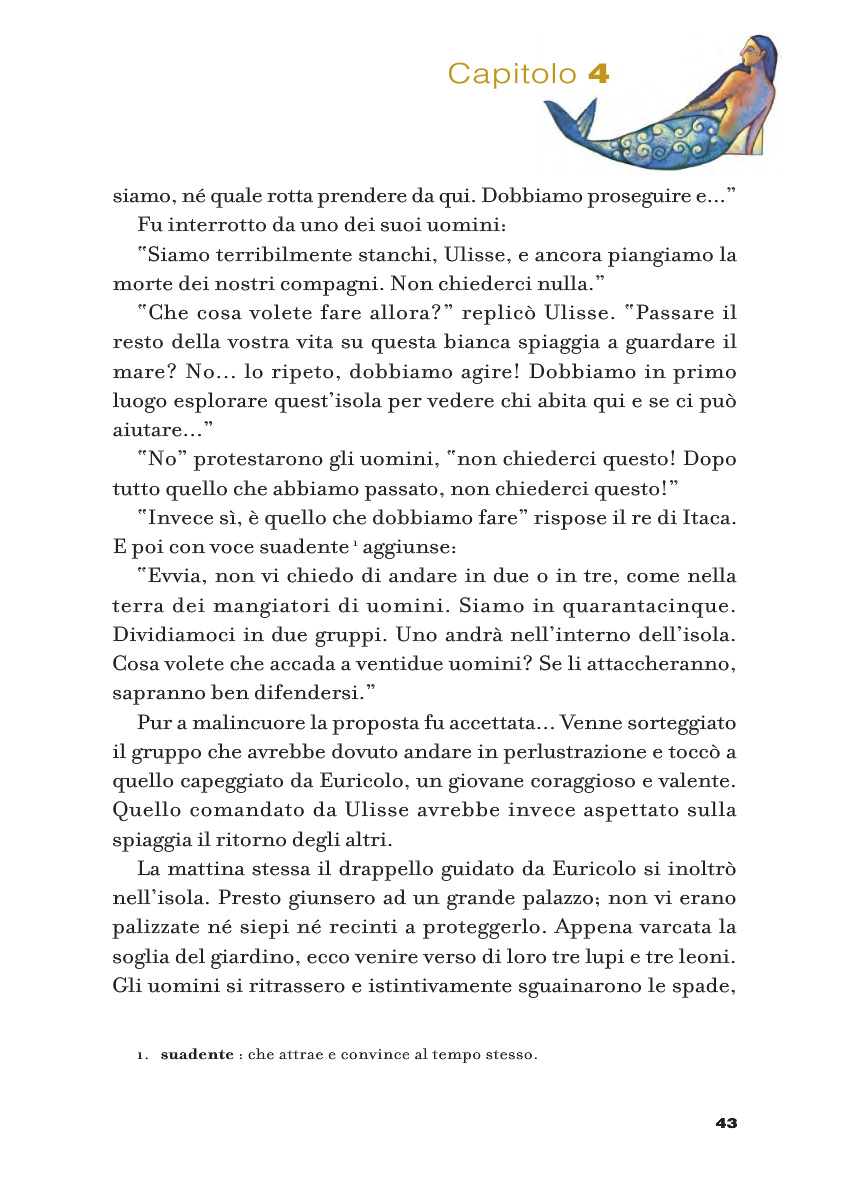 Capitolo 4
siamo, né quale rotta prendere da qui. Dobbiamo proseguire e...”
Fu interrotto da uno dei suoi uomini:
“Siamo terribilmente stanchi, Ulisse, e ancora piangiamo la
morte dei nostri compagni. Non chiederci nulla.”
“Che cosa volete fare allora?” replicò Ulisse. “Passare il
resto della vostra vita su questa bianca spiaggia a guardare il
mare? No... lo ripeto, dobbiamo agire! Dobbiamo in primo
luogo esplorare quest’isola per vedere chi abita qui e se ci può
aiutare...”
“No” protestarono gli uomini, “non chiederci questo! Dopo
tutto quello che abbiamo passato, non chiederci questo!”
“Invece sì, è quello che dobbiamo fare” rispose il re di Itaca.
E poi con voce suadente ¹ aggiunse:
“Evvia, non vi chiedo di andare in due o in tre, come nella
terra dei mangiatori di uomini. Siamo in quarantacinque.
Dividiamoci in due gruppi. Uno andrà nell’interno dell’isola.
Cosa volete che accada a ventidue uomini? Se li attaccheranno,
sapranno ben difendersi.”
Pur a malincuore la proposta fu accettata... Venne sorteggiato
il gruppo che avrebbe dovuto andare in perlustrazione e toccò a
quello capeggiato da Euricolo, un giovane coraggioso e valente.
Quello comandato da Ulisse avrebbe invece aspettato sulla
spiaggia il ritorno degli altri.
La mattina stessa il drappello guidato da Euricolo si inoltrò
nell’isola. Presto giunsero ad un grande palazzo; non vi erano
palizzate né siepi né recinti a proteggerlo. Appena varcata la
soglia del giardino, ecco venire verso di loro tre lupi e tre leoni.
Gli uomini si ritrassero e istintivamente sguainarono le spade,
1. suadente : che attrae e convince al tempo stesso.
43